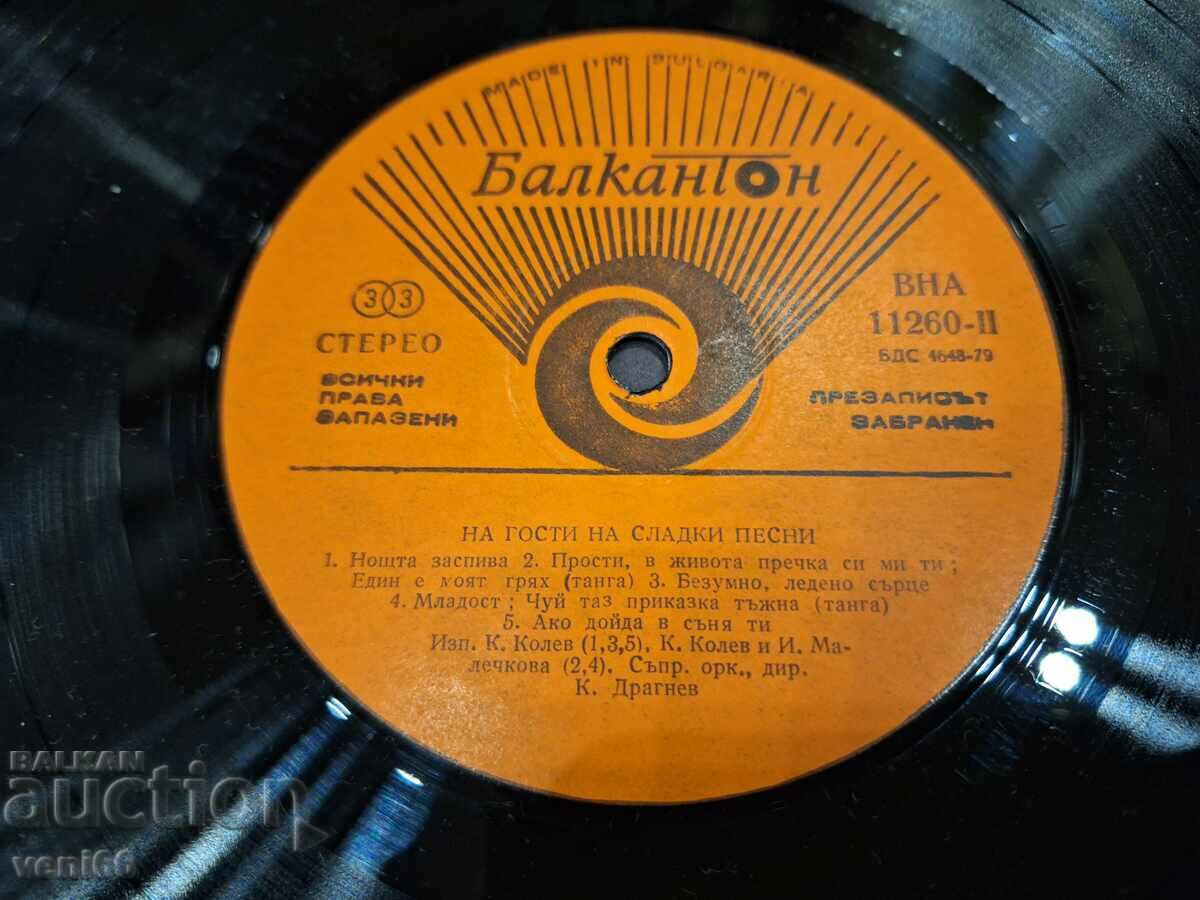 MADE IN BULGARIA
Балкантон
33
СТЕРЕО
ВСИЧКИ
ПРАВА
ЗАПАЗЕНИ
ВНА
11260-II
БДС 4648-79
ПРЕЗАПИСЪТ
ЗАБРАНЕН
НА ГОСТИ НА СЛАДКИ ПЕСНИ
1. Нощта заспива 2. Прости, в живота пречка си ми ти;
Един е моят грях (танга) 3. Безумно, ледено сърце
4. Младост; Чуй таз приказка тъжна (танга)
5. Ако дойда в съня ти
Изп. К. Колев (1,3,5). К. Колев и И. Ма-
лечкова (2,4). Съпр. орк., дир.
К. Драгнев
BALKAN
auction
veni66